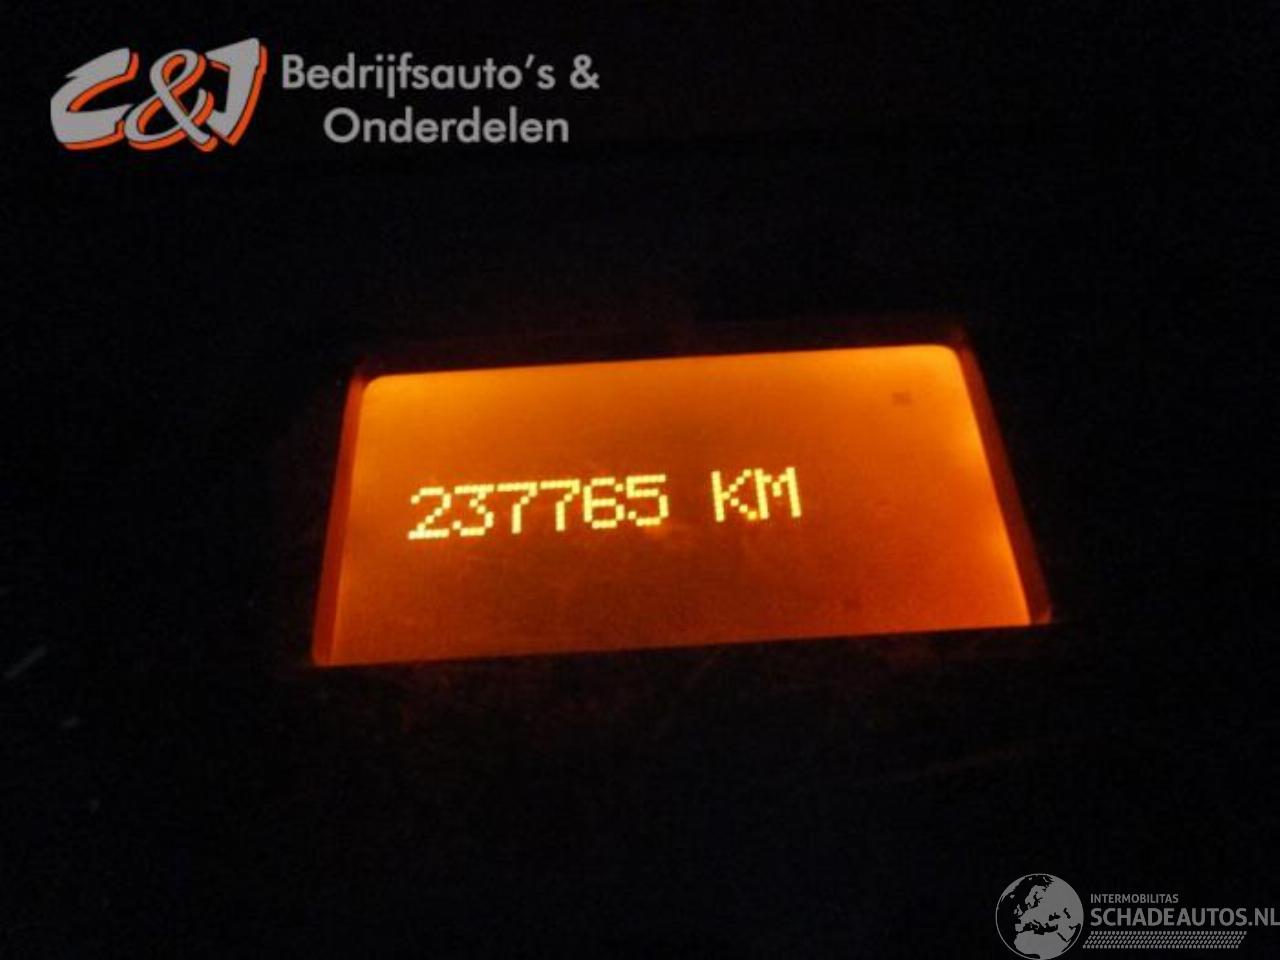 C&J Bedrijfsauto's &
Onderdelen
237765 KM
INTERMOBILITAS
SCHADEAUTOS.NL